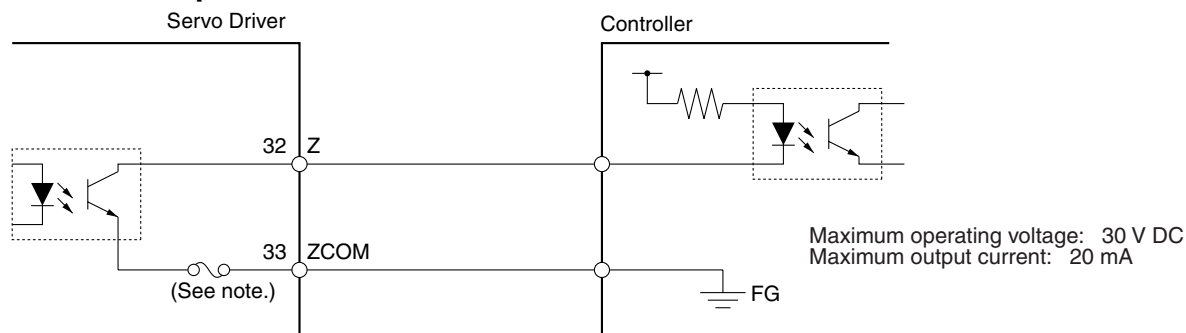 Servo Driver
Controller
32 Z
33 ZCOM
(See note.)
FG
Maximum operating voltage: 30 V DC
Maximum output current: 20 mA